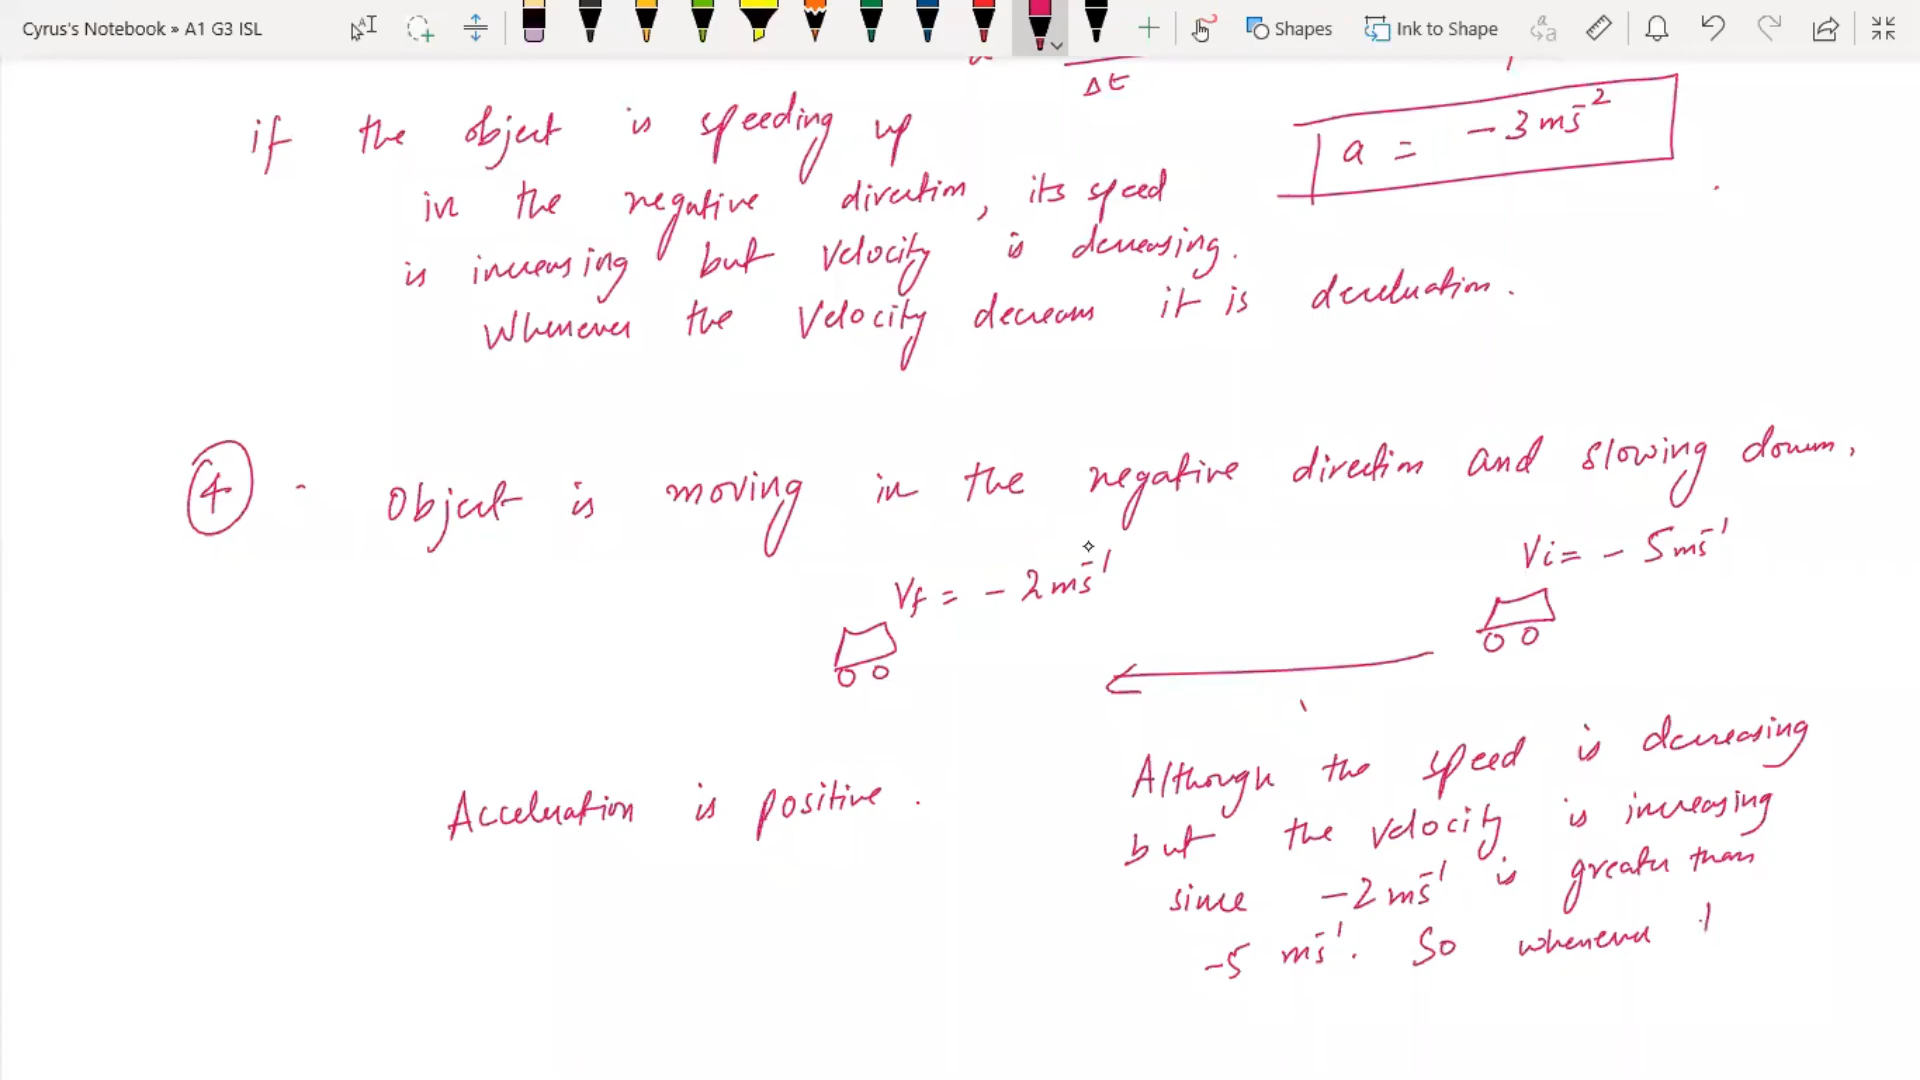 Cyrus's Notebook » A1 G3 ISL
Shapes
Ink to Shape
Δt
if the object is speeding up
in the negative direction, its speed
is increasing but velocity is decreasing.
Whenever the Velocity decreases it is deceleration.
a = -3 ms⁻²
④ . Object is moving in the negative direction and slowing down.
Vi = - 5 ms⁻¹
Vf = - 2 ms⁻¹
Acceleration is positive.
Although the speed is decreasing
but the velocity is increasing
since -2 ms⁻¹ is greater than
-5 ms⁻¹. So whenever